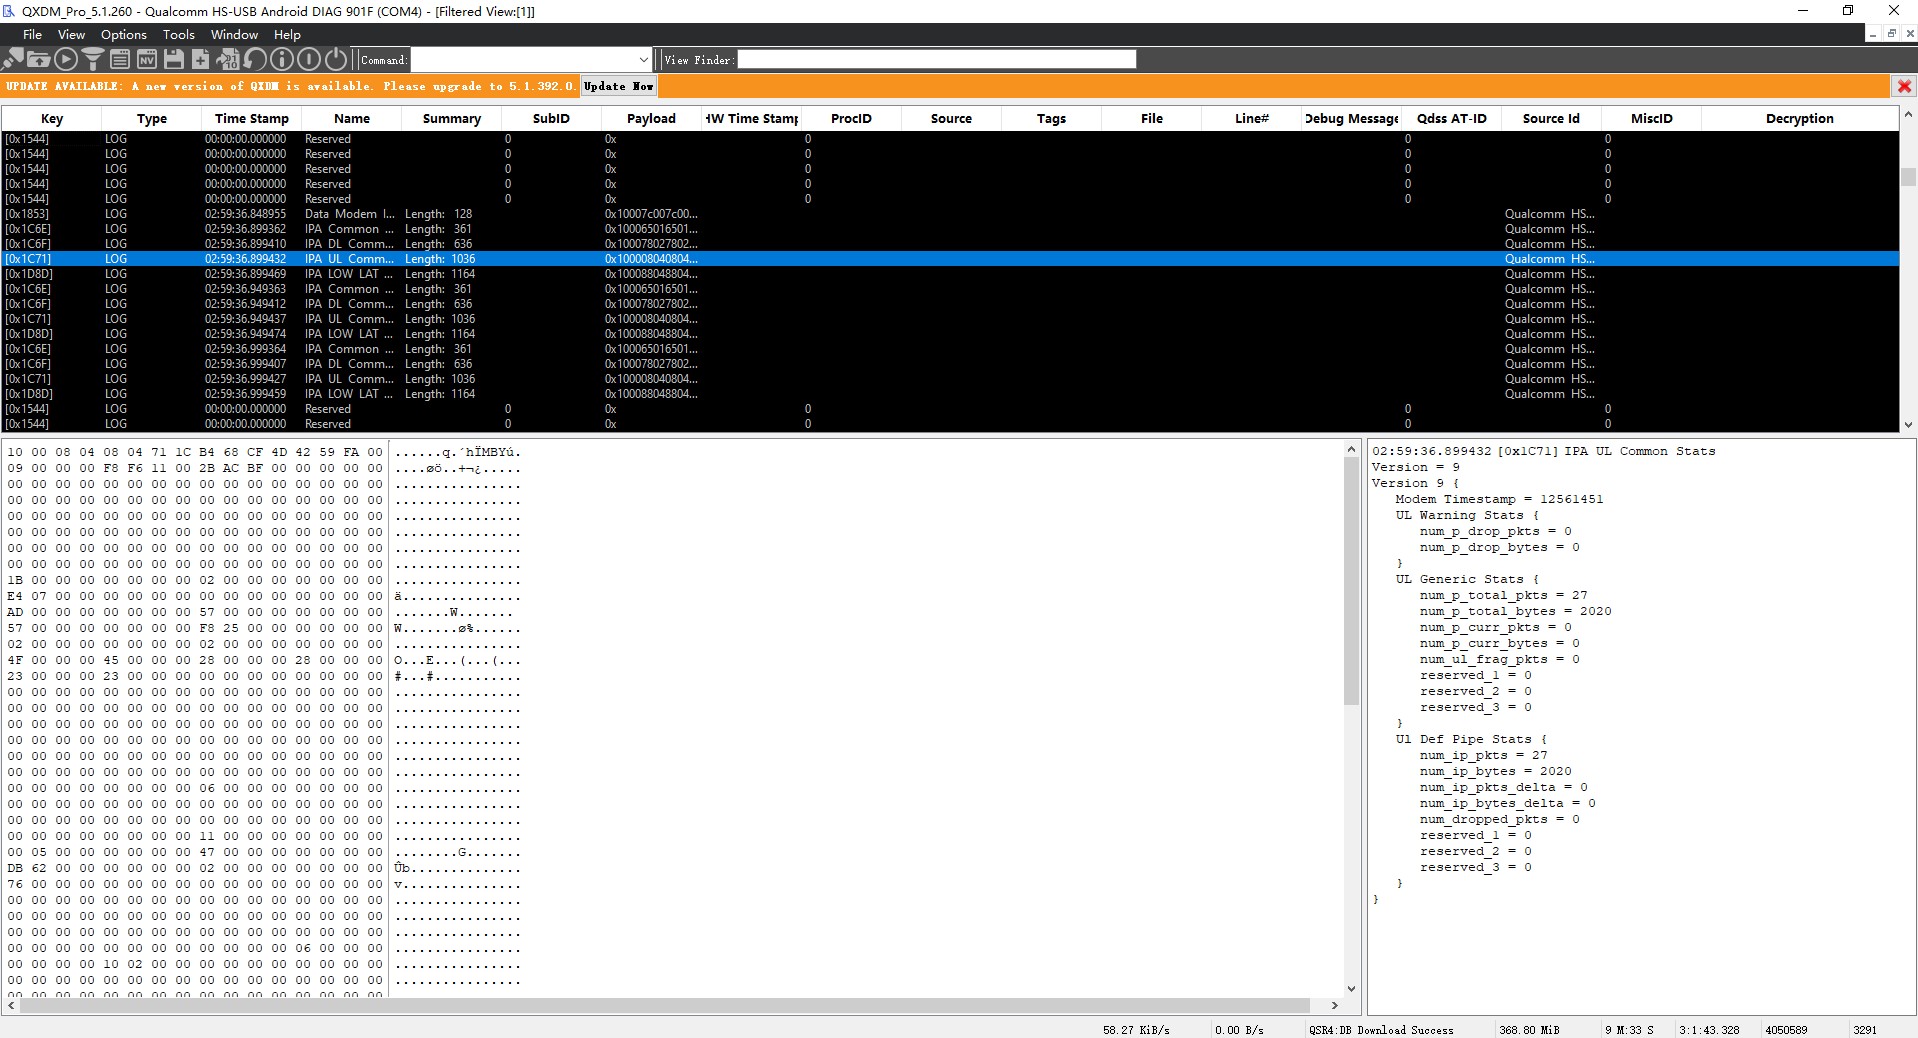 QXDM_Pro_5.1.260 - Qualcomm HS-USB Android DIAG 901F (COM4) - [Filtered View:[1]]
File View Options Tools Window Help
Command: View Finder:
UPDATE AVAILABLE: A new version of QXDM is available. Please upgrade to 5.1.392.0. Update Now
Key Type Time Stamp Name Summary SubID Payload HW Time Stamp ProcID Source Tags File Line# Debug Message Qdss AT-ID Source Id MiscID Decryption
[0x1544] LOG 00:00:00.000000 Reserved 0 0x 0 0 0
[0x1544] LOG 00:00:00.000000 Reserved 0 0x 0 0 0
[0x1544] LOG 00:00:00.000000 Reserved 0 0x 0 0 0
[0x1544] LOG 00:00:00.000000 Reserved 0 0x 0 0 0
[0x1544] LOG 00:00:00.000000 Reserved 0 0x 0 0 0
[0x1853] LOG 02:59:36.848955 Data Modem I... Length: 128 0x10007c007c00... Qualcomm HS...
[0x1C6E] LOG 02:59:36.899362 IPA Common ... Length: 361 0x100065016501... Qualcomm HS...
[0x1C6F] LOG 02:59:36.899410 IPA DL Comm... Length: 636 0x100078027802... Qualcomm HS...
[0x1C71] LOG 02:59:36.899432 IPA UL Comm... Length: 1036 0x100008040804... Qualcomm HS...
[0x1D8D] LOG 02:59:36.899469 IPA LOW LAT ... Length: 1164 0x100088048804... Qualcomm HS...
[0x1C6E] LOG 02:59:36.949363 IPA Common ... Length: 361 0x100065016501... Qualcomm HS...
[0x1C6F] LOG 02:59:36.949412 IPA DL Comm... Length: 636 0x100078027802... Qualcomm HS...
[0x1C71] LOG 02:59:36.949437 IPA UL Comm... Length: 1036 0x100008040804... Qualcomm HS...
[0x1D8D] LOG 02:59:36.949474 IPA LOW LAT ... Length: 1164 0x100088048804... Qualcomm HS...
[0x1C6E] LOG 02:59:36.999364 IPA Common ... Length: 361 0x100065016501... Qualcomm HS...
[0x1C6F] LOG 02:59:36.999407 IPA DL Comm... Length: 636 0x100078027802... Qualcomm HS...
[0x1C71] LOG 02:59:36.999427 IPA UL Comm... Length: 1036 0x100008040804... Qualcomm HS...
[0x1D8D] LOG 02:59:36.999459 IPA LOW LAT ... Length: 1164 0x100088048804... Qualcomm HS...
[0x1544] LOG 00:00:00.000000 Reserved 0 0x 0 0 0
[0x1544] LOG 00:00:00.000000 Reserved 0 0x 0 0 0
10 00 08 04 08 04 71 1C B4 68 CF 4D 42 59 FA 00 ......q.´hÏMBYú.
09 00 00 00 F8 F6 11 00 2B AC BF 00 00 00 00 00 ....øö..+¬¿.....
00 00 00 00 00 00 00 00 00 00 00 00 00 00 00 00 ................
00 00 00 00 00 00 00 00 00 00 00 00 00 00 00 00 ................
00 00 00 00 00 00 00 00 00 00 00 00 00 00 00 00 ................
00 00 00 00 00 00 00 00 00 00 00 00 00 00 00 00 ................
00 00 00 00 00 00 00 00 00 00 00 00 00 00 00 00 ................
00 00 00 00 00 00 00 00 00 00 00 00 00 00 00 00 ................
1B 00 00 00 00 00 00 00 02 00 00 00 00 00 00 00 ................
E4 07 00 00 00 00 00 00 00 00 00 00 00 00 00 00 ä...............
AD 00 00 00 00 00 00 00 57 00 00 00 00 00 00 00 .......W.......
57 00 00 00 00 00 00 00 F8 25 00 00 00 00 00 00 W.......ø%......
02 00 00 00 00 00 00 00 02 00 00 00 00 00 00 00 ................
4F 00 00 00 45 00 00 00 28 00 00 00 28 00 00 00 O...E...(...(...
23 00 00 00 23 00 00 00 00 00 00 00 00 00 00 00 #...#...........
00 00 00 00 00 00 00 00 00 00 00 00 00 00 00 00 ................
00 00 00 00 00 00 00 00 00 00 00 00 00 00 00 00 ................
00 00 00 00 00 00 00 00 00 00 00 00 00 00 00 00 ................
00 00 00 00 00 00 00 00 00 00 00 00 00 00 00 00 ................
00 00 00 00 00 00 00 00 00 00 00 00 00 00 00 00 ................
00 00 00 00 00 00 00 00 00 00 00 00 00 00 00 00 ................
00 00 00 00 00 00 00 00 06 00 00 00 00 00 00 00 ................
00 00 00 00 00 00 00 00 00 00 00 00 00 00 00 00 ................
00 00 00 00 00 00 00 00 00 00 00 00 00 00 00 00 ................
00 00 00 00 00 00 00 00 11 00 00 00 00 00 00 00 ................
00 05 00 00 00 00 00 00 47 00 00 00 00 00 00 00 ........G.......
DB 62 00 00 00 00 00 00 02 00 00 00 00 00 00 00 Ûb..............
76 00 00 00 00 00 00 00 00 00 00 00 00 00 00 00 v...............
00 00 00 00 00 00 00 00 00 00 00 00 00 00 00 00 ................
00 00 00 00 00 00 00 00 00 00 00 00 00 00 00 00 ................
00 00 00 00 00 00 00 00 00 00 00 00 00 00 00 00 ................
00 00 00 00 00 00 00 00 00 00 00 00 06 00 00 00 ................
00 00 00 00 10 02 00 00 00 00 00 00 00 00 00 00 ................
00 00 00 00 00 00 00 00 00 00 00 00 00 00 00 00 ................
00 00 00 00 00 00 00 00 00 00 00 00 00 00 00 00
02:59:36.899432 [0x1C71] IPA UL Common Stats
Version = 9
Version 9 {
Modem Timestamp = 12561451
UL Warning Stats {
num_p_drop_pkts = 0
num_p_drop_bytes = 0
}
UL Generic Stats {
num_p_total_pkts = 27
num_p_total_bytes = 2020
num_p_curr_pkts = 0
num_p_curr_bytes = 0
num_ul_frag_pkts = 0
reserved_1 = 0
reserved_2 = 0
reserved_3 = 0
}
Ul Def Pipe Stats {
num_ip_pkts = 27
num_ip_bytes = 2020
num_ip_pkts_delta = 0
num_ip_bytes_delta = 0
num_dropped_pkts = 0
reserved_1 = 0
reserved_2 = 0
reserved_3 = 0
}
}
58.27 KiB/s 0.00 B/s QSR4:DB Download Success 368.80 MiB 9 M:33 S 3:1:43.328 4050589 3291